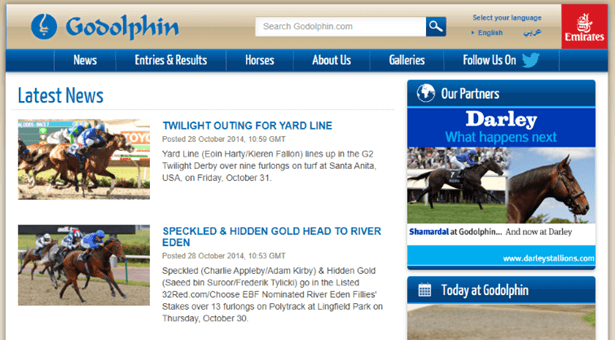 Godolphin
Search Godolphin.com
Select your language
English
عربي
Emirates
News
Entries & Results
Horses
About Us
Galleries
Follow Us On
Latest News
TWILIGHT OUTING FOR YARD LINE
Posted 28 October 2014, 10:59 GMT
Yard Line (Eoin Harty/Kieren Fallon) lines up in the G2
Twilight Derby over nine furlongs on turf at Santa Anita,
USA, on Friday, October 31.
SPECKLED & HIDDEN GOLD HEAD TO RIVER
EDEN
Posted 28 October 2014, 10:53 GMT
Speckled (Charlie Appleby/Adam Kirby) & Hidden Gold
(Saeed bin Suroor/Frederik Tylicki) go in the Listed
32Red.com/Choose EBF Nominated River Eden Fillies'
Stakes over 13 furlongs on Polytrack at Lingfield Park on
Thursday, October 30.
Our Partners
Darley
What happens next
Shamardal at Godolphin... And now at Darley
www.darleystallions.com
Today at Godolphin